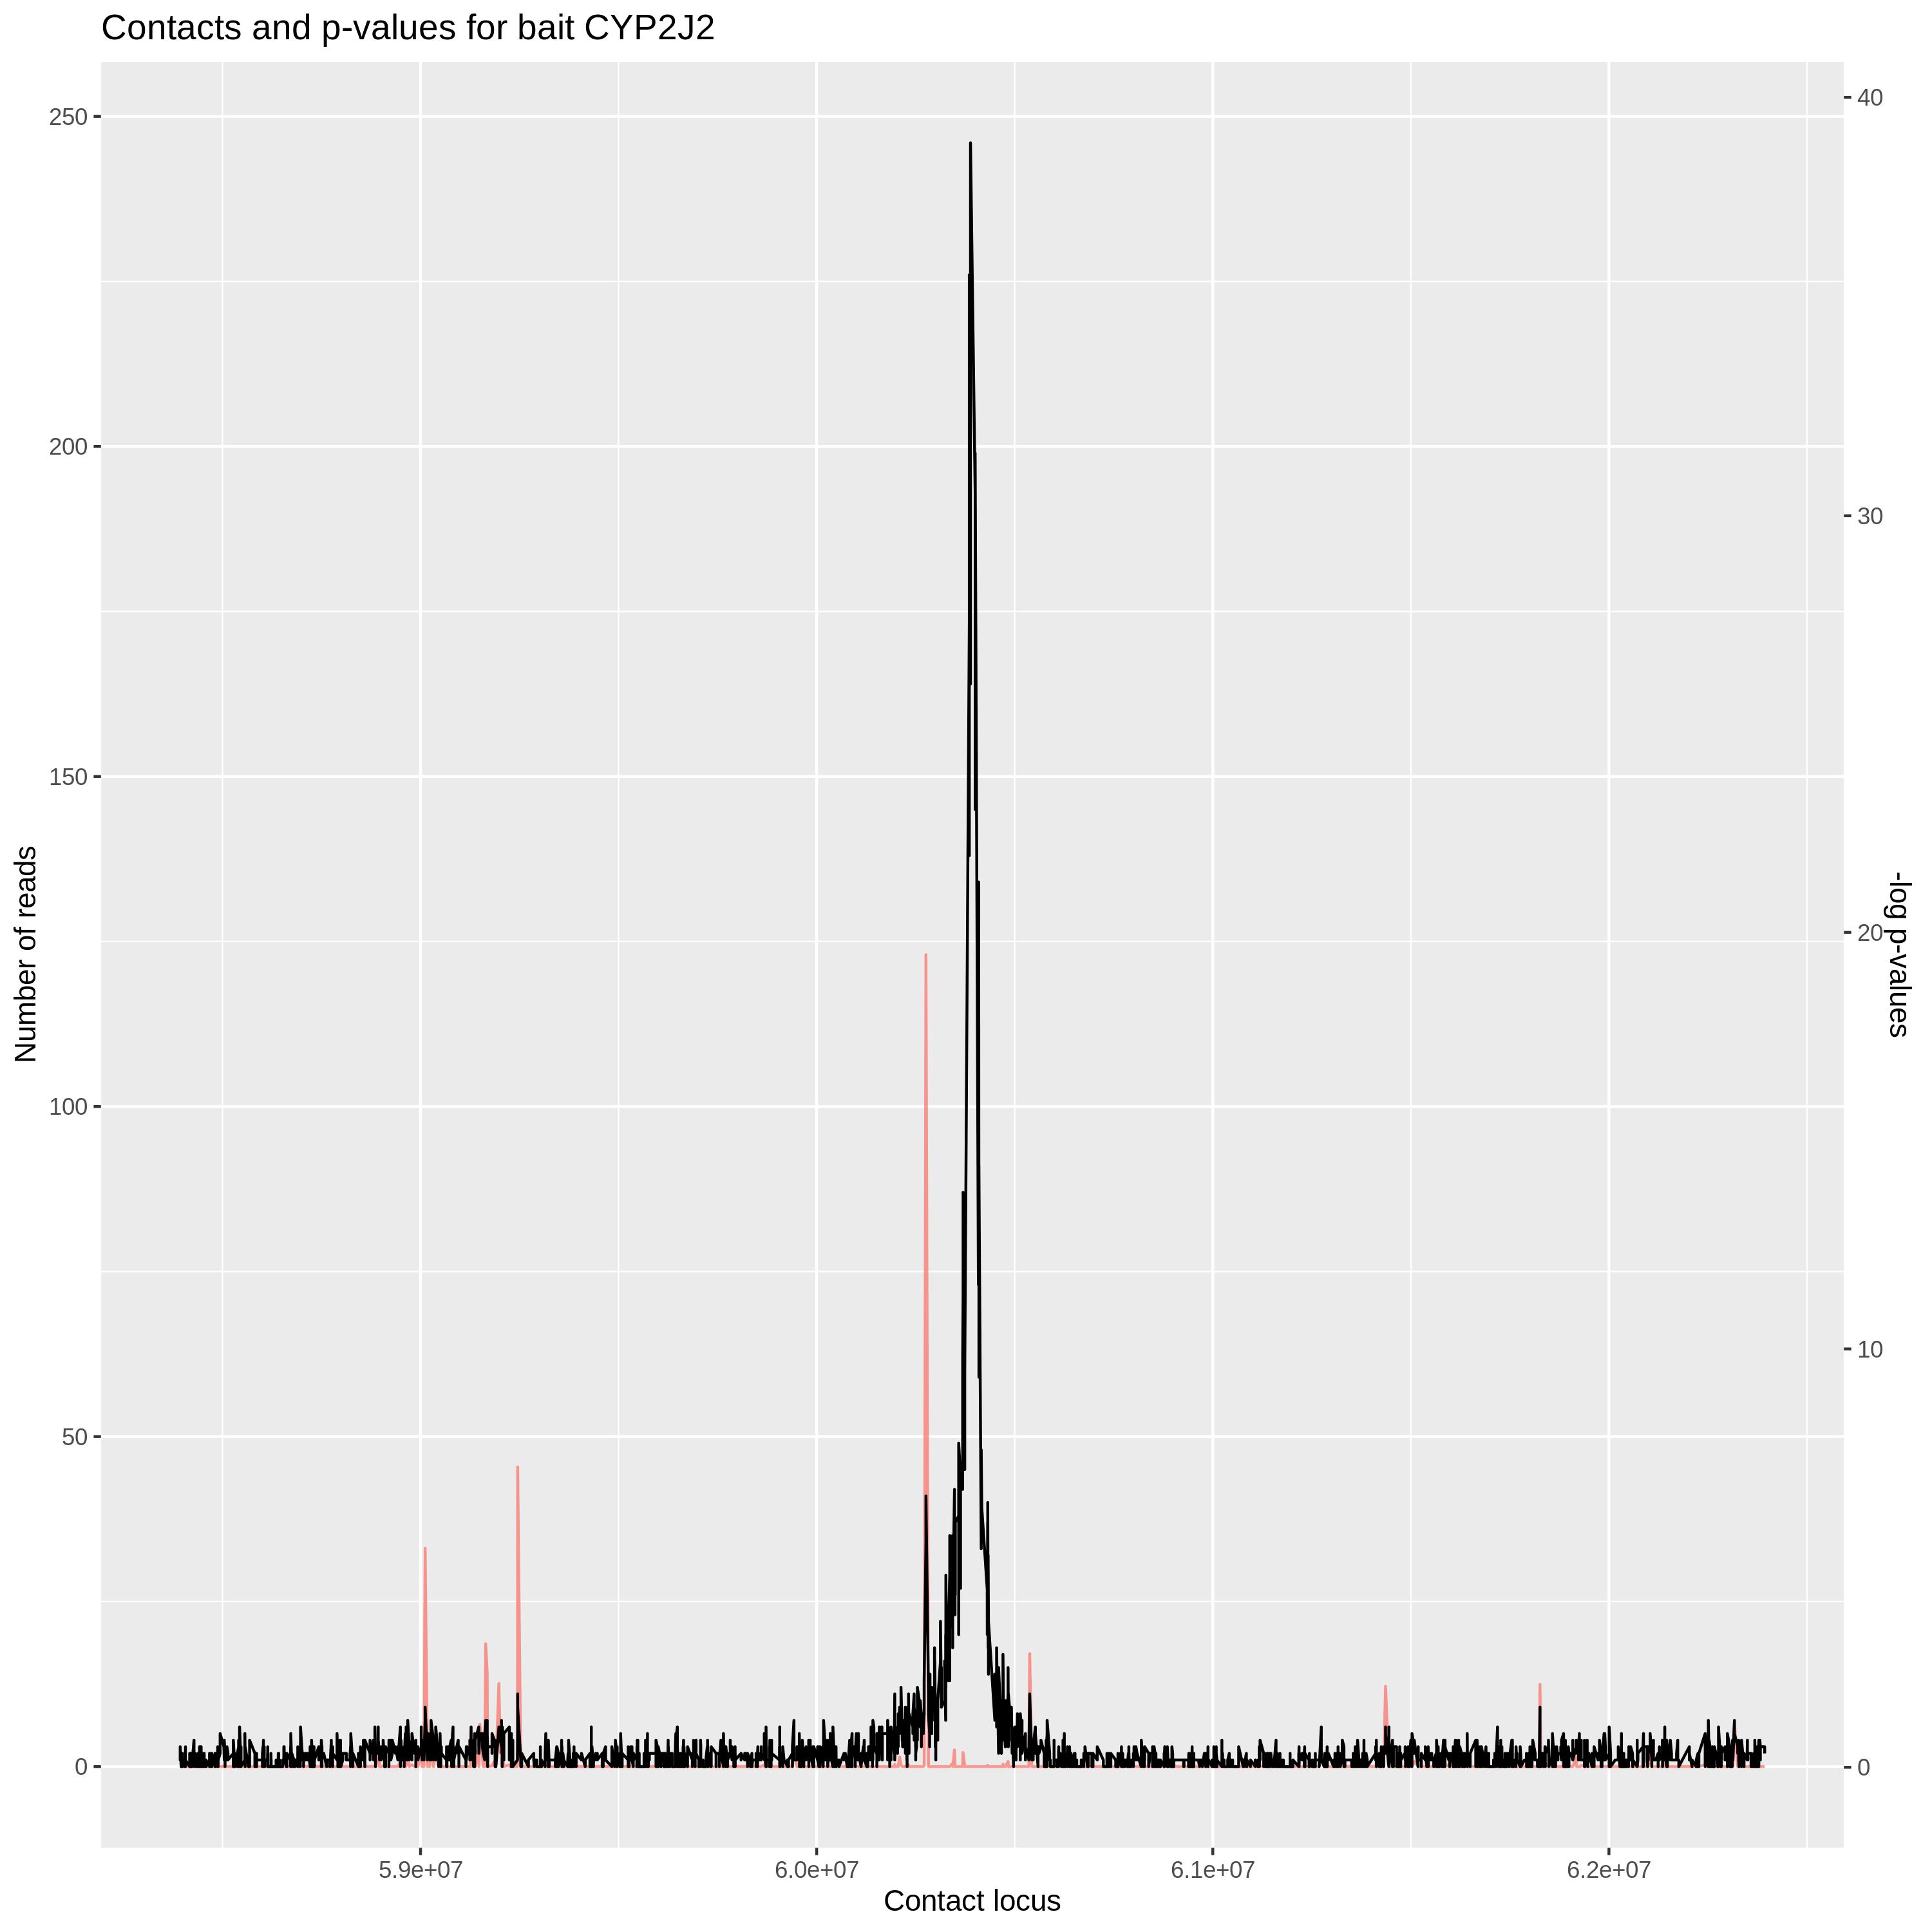 Contacts and p-values for bait CYP2J2
250
200
150
100
50
0
Number of reads
40
30
20
10
0
-log p-values
5.9e+07 6.0e+07 6.1e+07 6.2e+07
Contact locus